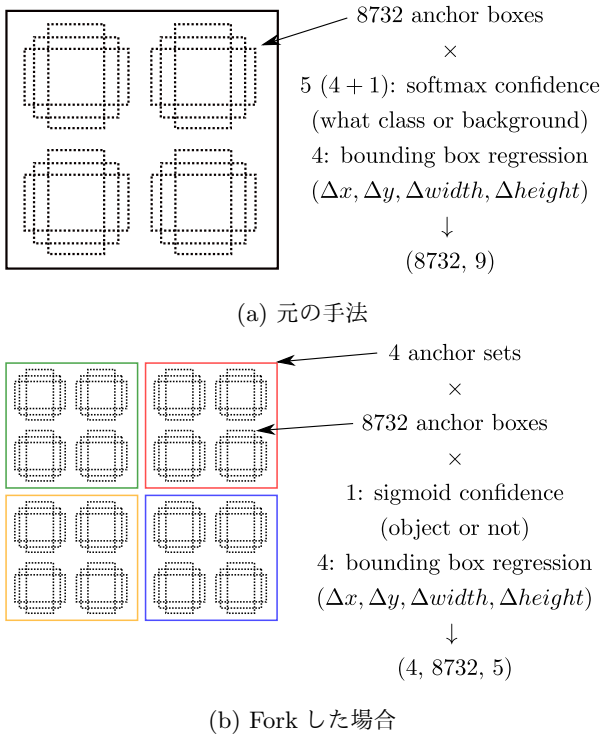 8732 anchor boxes
×
5 (4 + 1): softmax confidence
(what class or background)
4: bounding box regression
(Δx, Δy, Δwidth, Δheight)
↓
(8732, 9)
(a) 元の手法
4 anchor sets
×
8732 anchor boxes
×
1: sigmoid confidence
(object or not)
4: bounding box regression
(Δx, Δy, Δwidth, Δheight)
↓
(4, 8732, 5)
(b) Fork した場合